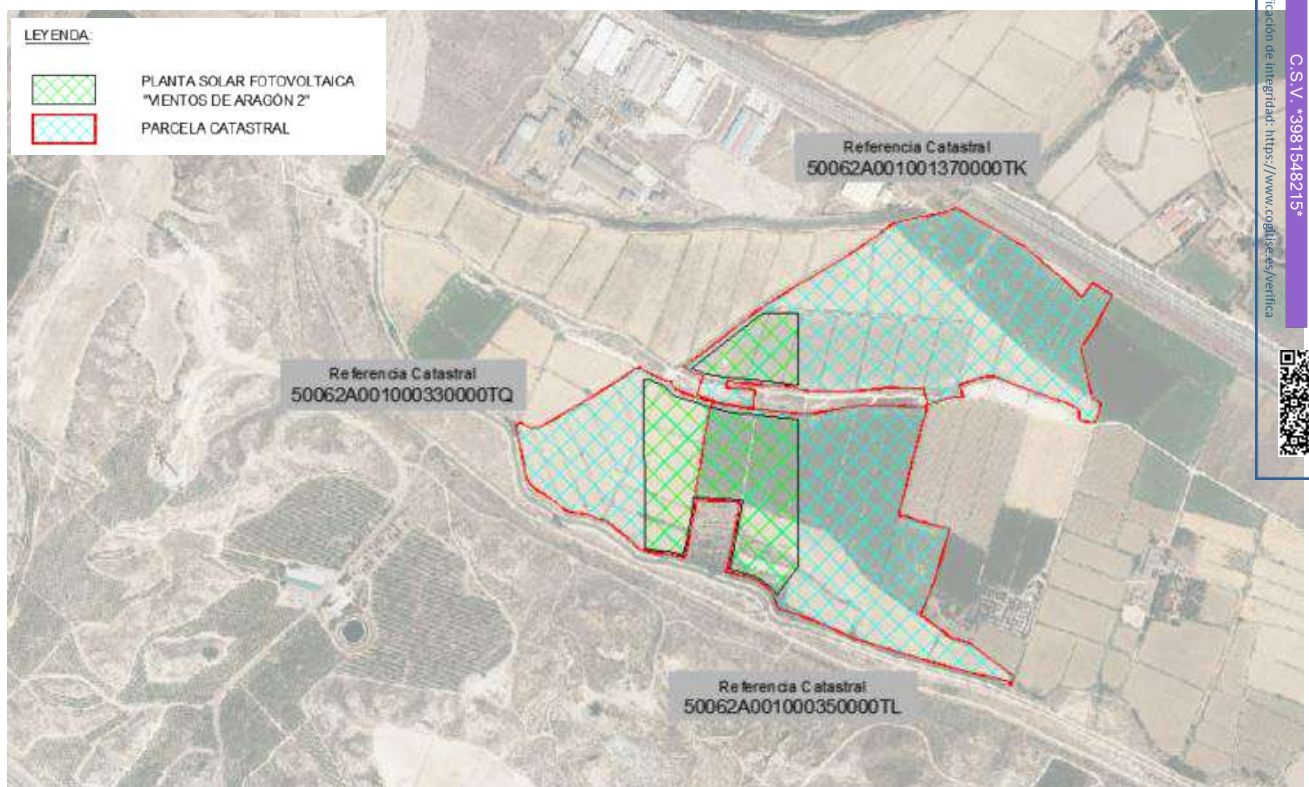 LEYENDA:
PLANTA SOLAR FOTOVOLTAICA
"VIENTOS DE ARAGÓN 2"
PARCELA CATASTRAL
Referencia Catastral
50062A001001370000TK
Referencia Catastral
50062A001000330000TQ
Referencia Catastral
50062A001000350000TL
C.S.V. *3981548215*
ficación de integridad: https://www.cogitise.es/verifica